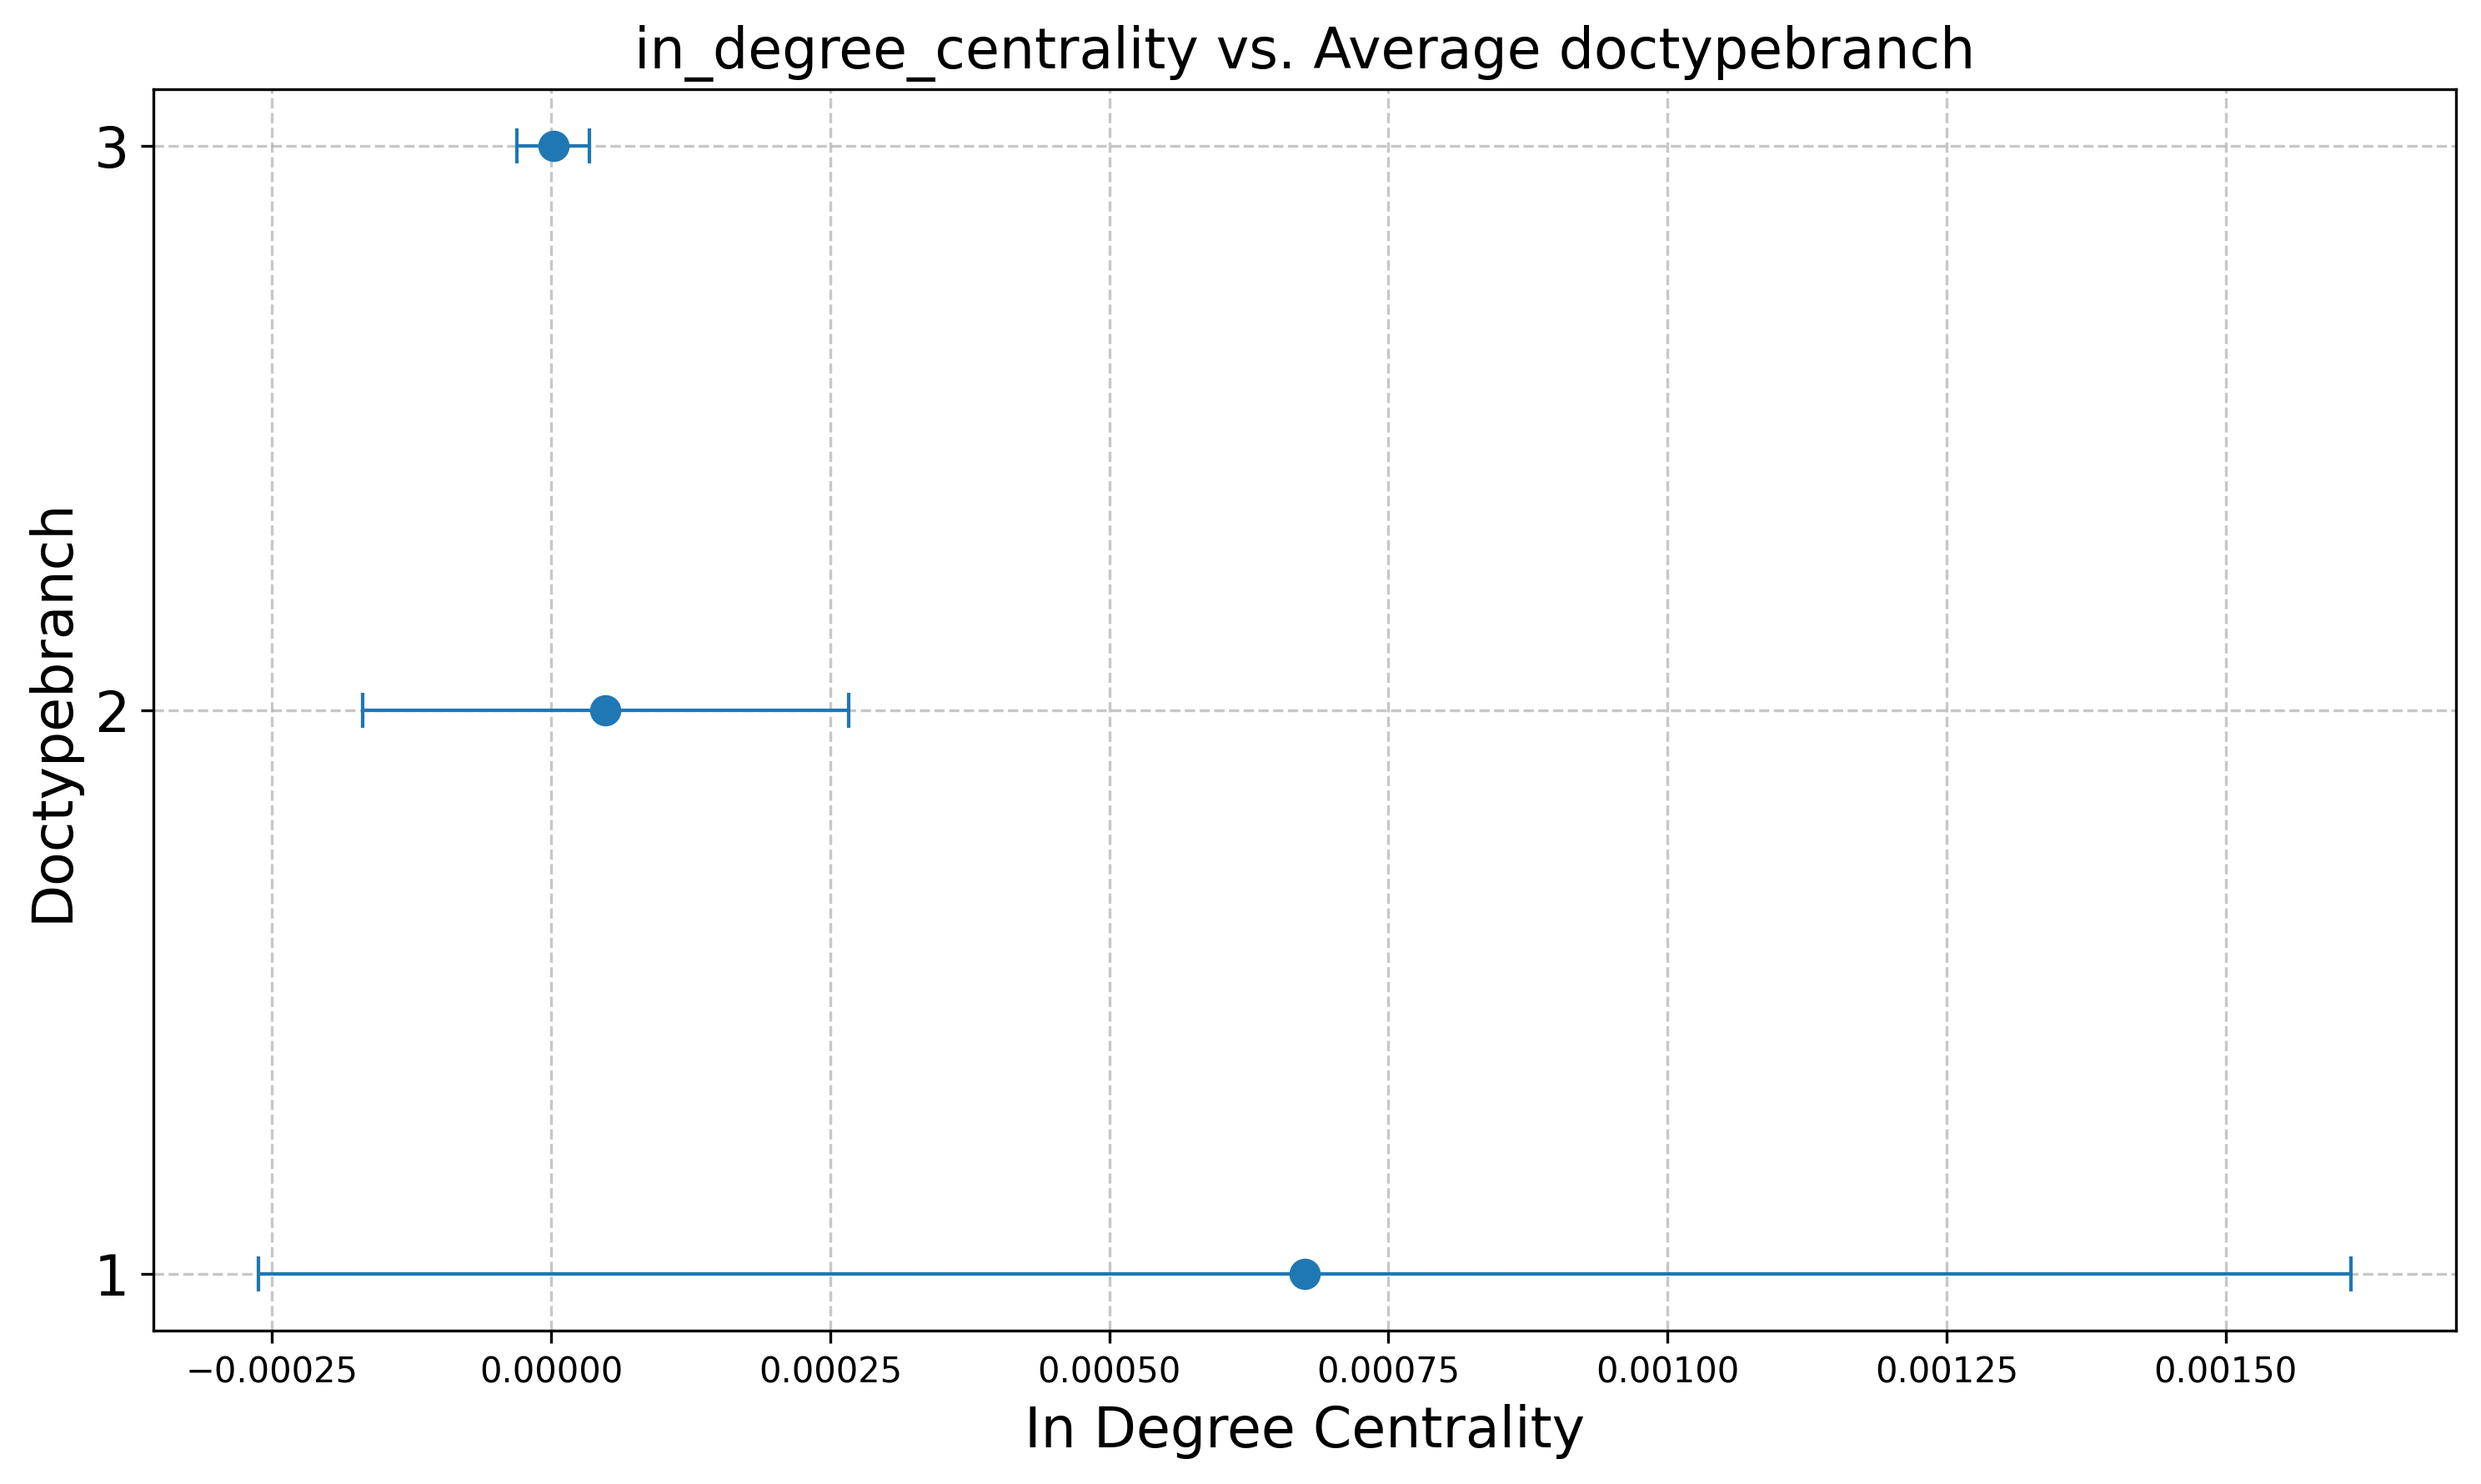 in_degree_centrality vs. Average doctypebranch
3
2
1
Doctypebranch
−0.00025 0.00000 0.00025 0.00050 0.00075 0.00100 0.00125 0.00150
In Degree Centrality